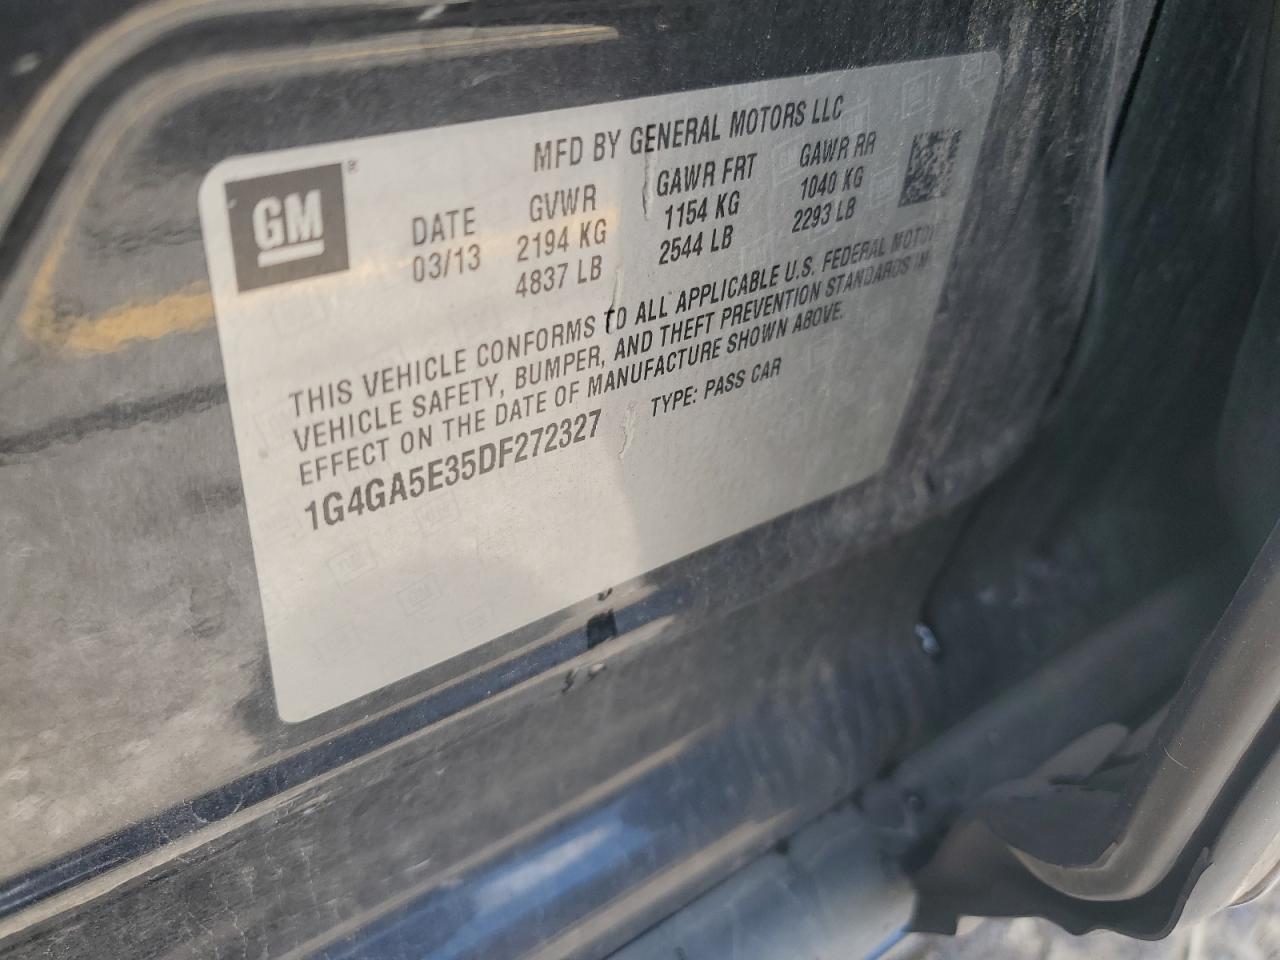 GM
MFD BY GENERAL MOTORS LLC
DATE GVWR GAWR FRT GAWR RR
03/13 2194 KG 1154 KG 1040 KG
4837 LB 2544 LB 2293 LB
THIS VEHICLE CONFORMS TO ALL APPLICABLE U.S. FEDERAL MOTOR
VEHICLE SAFETY, BUMPER, AND THEFT PREVENTION STANDARDS IN
EFFECT ON THE DATE OF MANUFACTURE SHOWN ABOVE.
1G4GA5E35DF272327 TYPE: PASS CAR